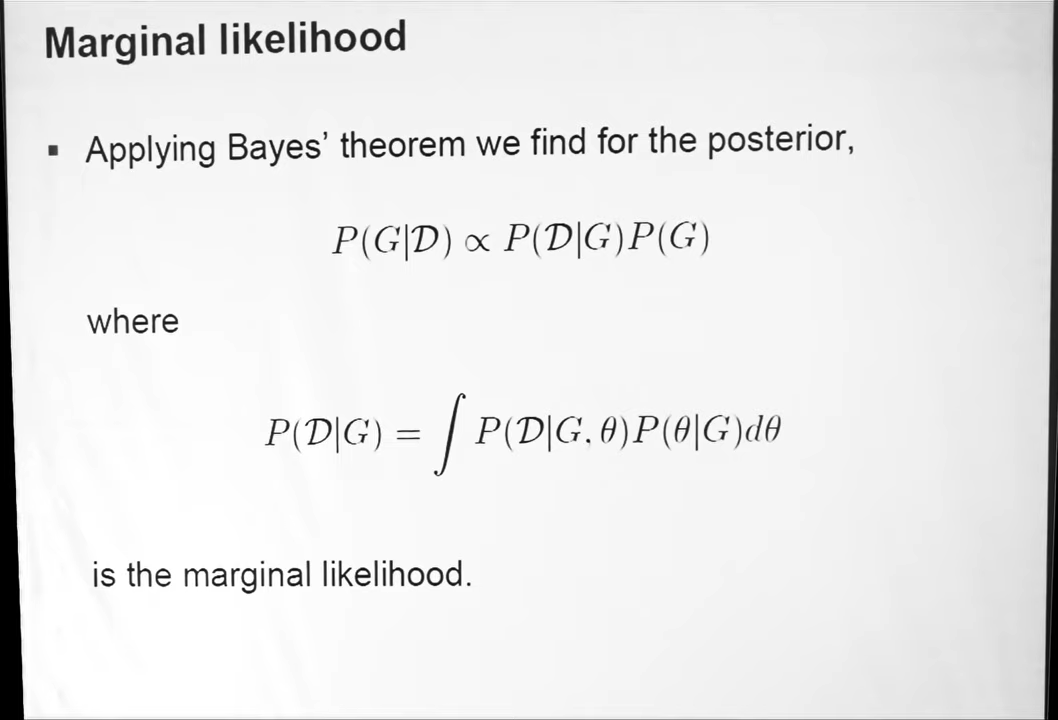 Marginal likelihood
▪ Applying Bayes’ theorem we find for the posterior,
P(G|𝒟) ∝ P(𝒟|G)P(G)
where
P(𝒟|G) = ∫ P(𝒟|G, θ)P(θ|G)dθ
is the marginal likelihood.